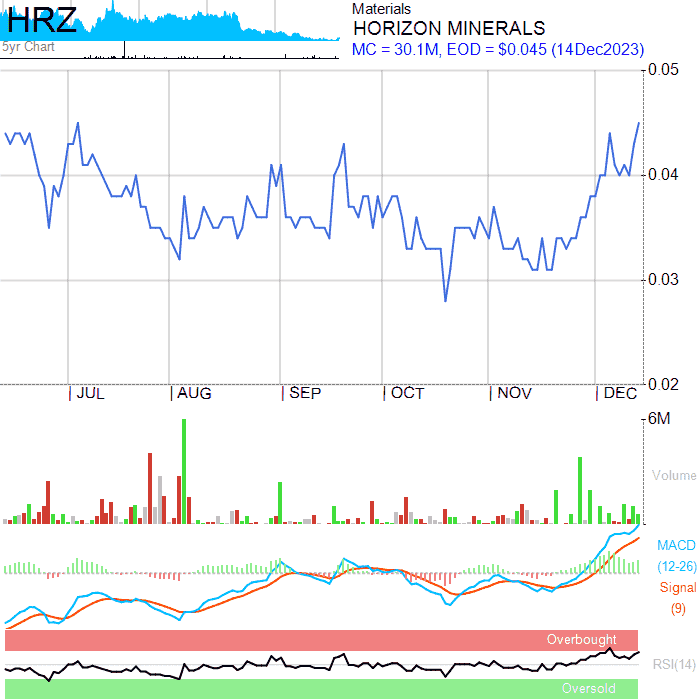 HRZ
5yr Chart
Materials
HORIZON MINERALS
MC = 30.1M, EOD = $0.045 (14Dec2023)
0.05
0.04
0.03
0.02
JUL AUG SEP OCT NOV DEC
6M
Volume
MACD
(12-26)
Signal
(9)
Overbought
RSI(14)
Oversold